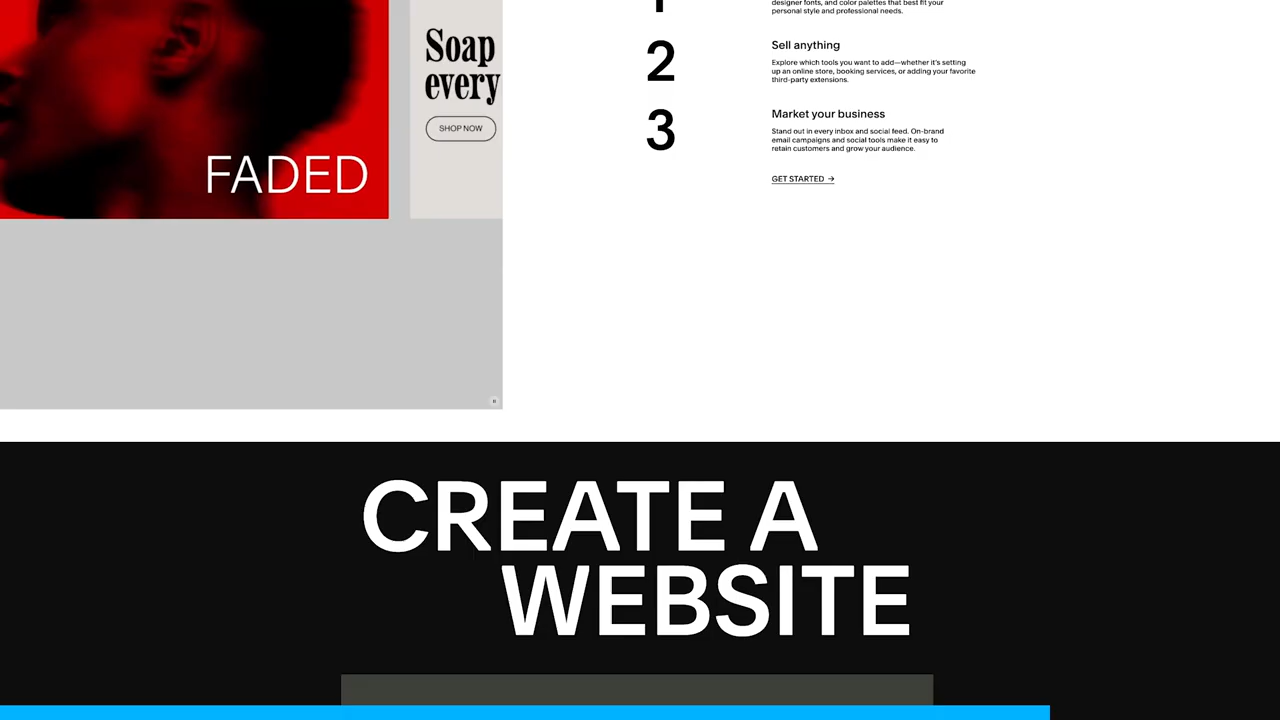 Soap
every
SHOP NOW
FADED
1
designer fonts, and color palettes that best fit your
personal style and professional needs.
2
Sell anything
Explore which tools you want to add—whether it's setting
up an online store, booking services, or adding your favorite
third-party extensions.
3
Market your business
Stand out in every inbox and social feed. On-brand
email campaigns and social tools make it easy to
retain customers and grow your audience.
GET STARTED →
CREATE A
WEBSITE